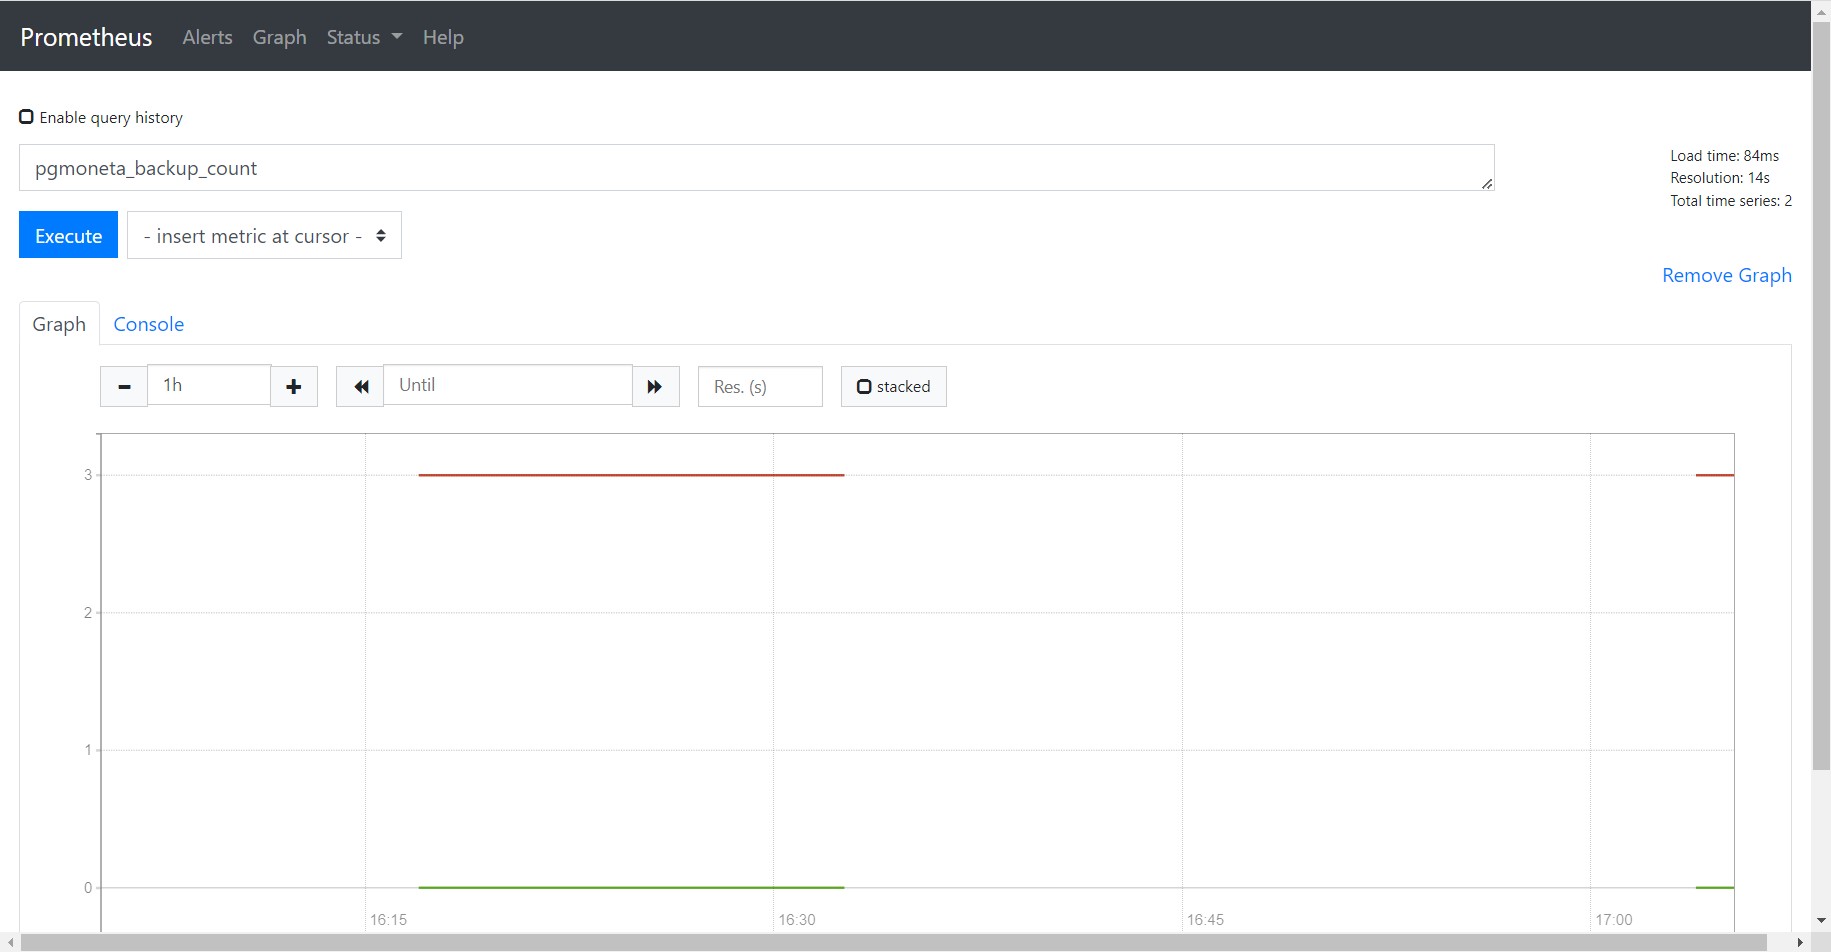 Prometheus Alerts Graph Status Help
Enable query history
pgmoneta_backup_count
Load time: 84ms
Resolution: 14s
Total time series: 2
Execute - insert metric at cursor -
Remove Graph
Graph Console
1h Until Res. (s) stacked
3
2
1
0
16:15 16:30 16:45 17:00